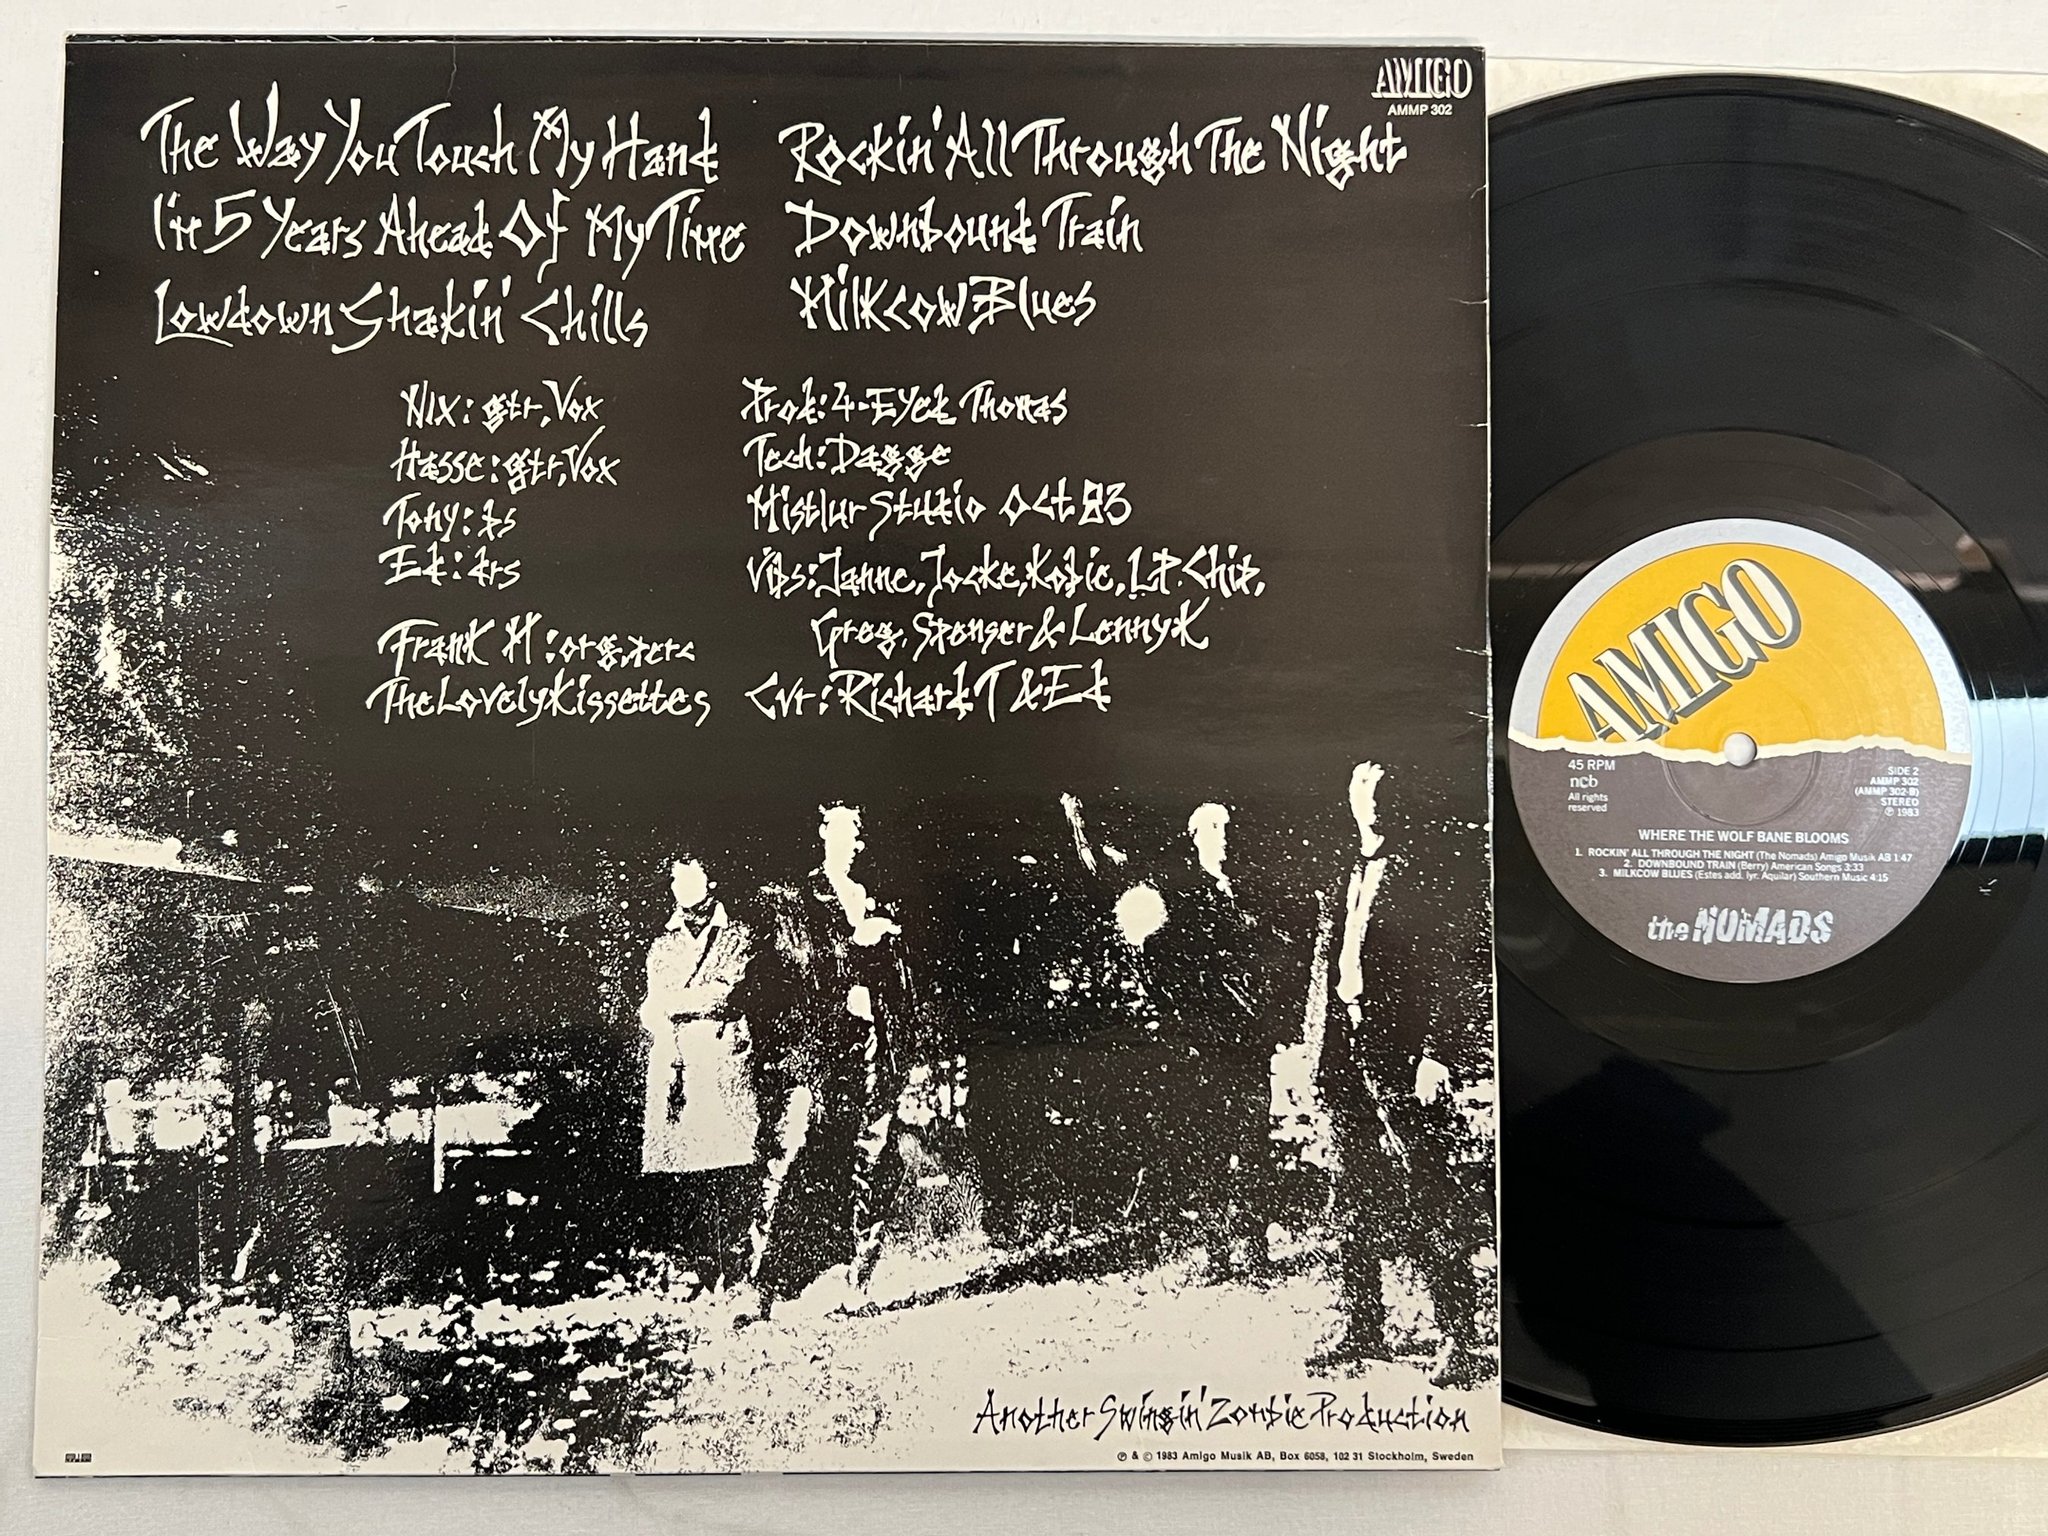 AMIGO
AMMP 302
The Way You Touch My Hand
I'm 5 Years Ahead Of My Time
Lowdown Shakin' Chills
Rockin' All Through The Night
Downbound Train
Milkcow Blues
Nix: gtr, Vox
Hasse: gtr, Vox
Tony: bs
Ed: drs
Frank H: org, perc
The Lovely Kissettes
Prod: 4-Eyed Thomas
Tech: Dagge
Mistlur Studio Oct 83
Vibs: Janne, Jocke, Kobie, L.P. Chip,
Greg, Spenser & Lenny K
Cvr: Richard T & Ed
Another Swingin' Zombie Production
℗ & © 1983 Amigo Musik AB, Box 6058, 102 31 Stockholm, Sweden
AMIGO
45 RPM
ncb
All rights
reserved
SIDE 2
AMMP 302
(AMMP 302-B)
STEREO
℗ 1983
WHERE THE WOLF BANE BLOOMS
1. ROCKIN' ALL THROUGH THE NIGHT (The Nomads) Amigo Musik AB 1:47
2. DOWNBOUND TRAIN (Berry) American Songs 3:33
3. MILKCOW BLUES (Estes add. lyr. Aquilar) Southern Music 4:15
the NOMADS